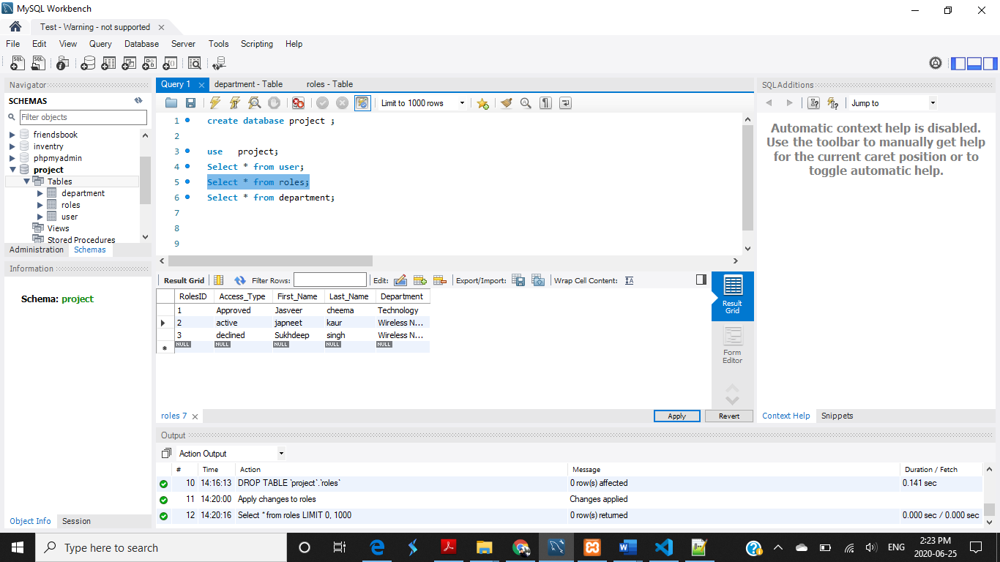 MySQL Workbench
Test - Warning - not supported
File Edit View Query Database Server Tools Scripting Help
Navigator
SCHEMAS
Filter objects
friendsbook
inventry
phpmyadmin
project
Tables
department
roles
user
Views
Stored Procedures
Administration Schemas
Information
Schema: project
Object Info Session
Query 1 department - Table roles - Table
Limit to 1000 rows
1 create database project ;
2
3 use project;
4 Select * from user;
5 Select * from roles;
6 Select * from department;
7
8
9
Result Grid Filter Rows: Edit: Export/Import: Wrap Cell Content:
RolesID Access_Type First_Name Last_Name Department
1 Approved Jasveer cheema Technology
2 active japneet kaur Wireless N...
3 declined Sukhdeep singh Wireless N...
NULL NULL NULL NULL NULL
Result Grid
Form Editor
roles 7
Apply Revert
SQLAdditions
Jump to
Automatic context help is disabled.
Use the toolbar to manually get help
for the current caret position or to
toggle automatic help.
Context Help Snippets
Output
Action Output
# Time Action Message Duration / Fetch
10 14:16:13 DROP TABLE `project`.`roles` 0 row(s) affected 0.141 sec
11 14:20:00 Apply changes to roles Changes applied
12 14:20:16 Select * from roles LIMIT 0, 1000 0 row(s) returned 0.000 sec / 0.000 sec
Type here to search
ENG
2:23 PM
2020-06-25